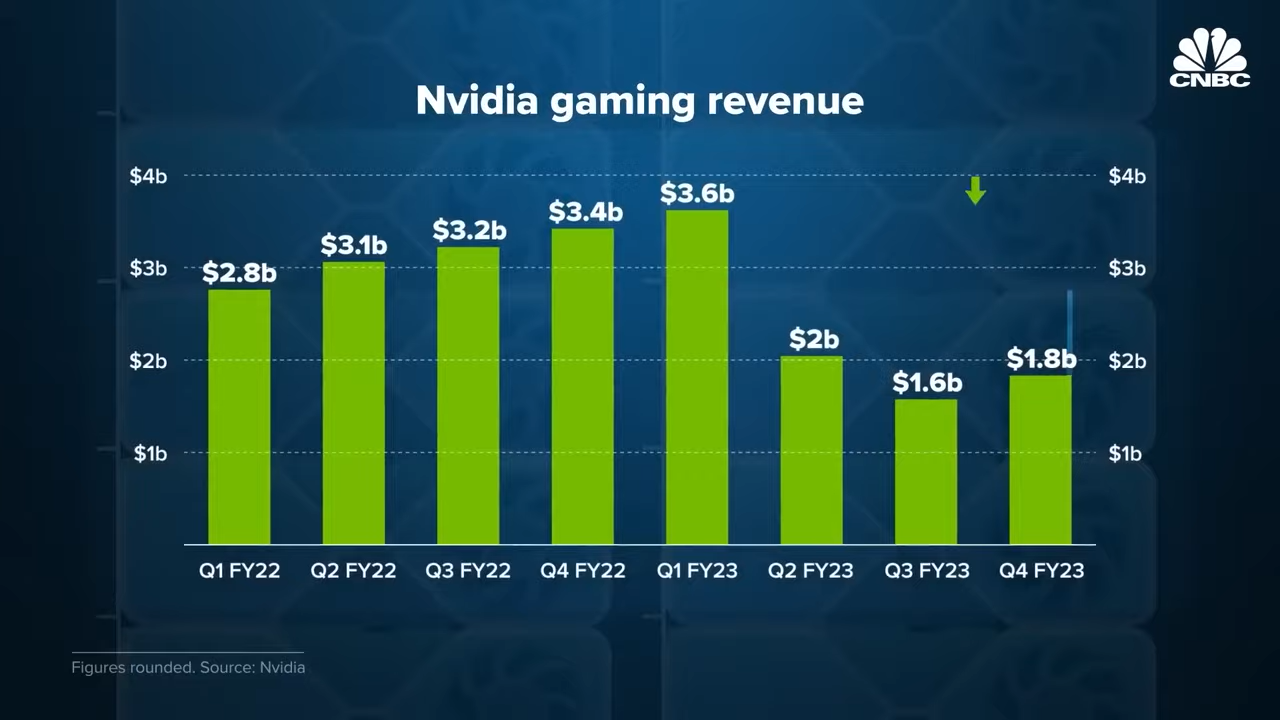 CNBC
Nvidia gaming revenue
$4b $4b
$3.6b
$3.4b
$3.2b
$3.1b
$3b $2.8b $3b
$2b
$2b $1.8b $2b
$1.6b
$1b $1b
Q1 FY22 Q2 FY22 Q3 FY22 Q4 FY22 Q1 FY23 Q2 FY23 Q3 FY23 Q4 FY23
Figures rounded. Source: Nvidia